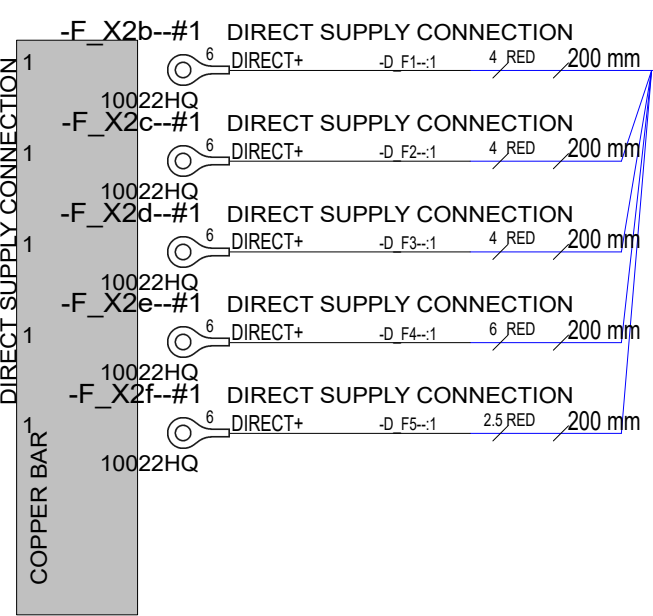 -F_X2b--#1 DIRECT SUPPLY CONNECTION
1 6 DIRECT+ -D_F1--:1 4 RED 200 mm
10022HQ
-F_X2c--#1 DIRECT SUPPLY CONNECTION
1 6 DIRECT+ -D_F2--:1 4 RED 200 mm
10022HQ
-F_X2d--#1 DIRECT SUPPLY CONNECTION
1 6 DIRECT+ -D_F3--:1 4 RED 200 mm
10022HQ
-F_X2e--#1 DIRECT SUPPLY CONNECTION
1 6 DIRECT+ -D_F4--:1 6 RED 200 mm
10022HQ
-F_X2f--#1 DIRECT SUPPLY CONNECTION
1 6 DIRECT+ -D_F5--:1 2.5 RED 200 mm
10022HQ
DIRECT SUPPLY CONNECTION
COPPER BAR